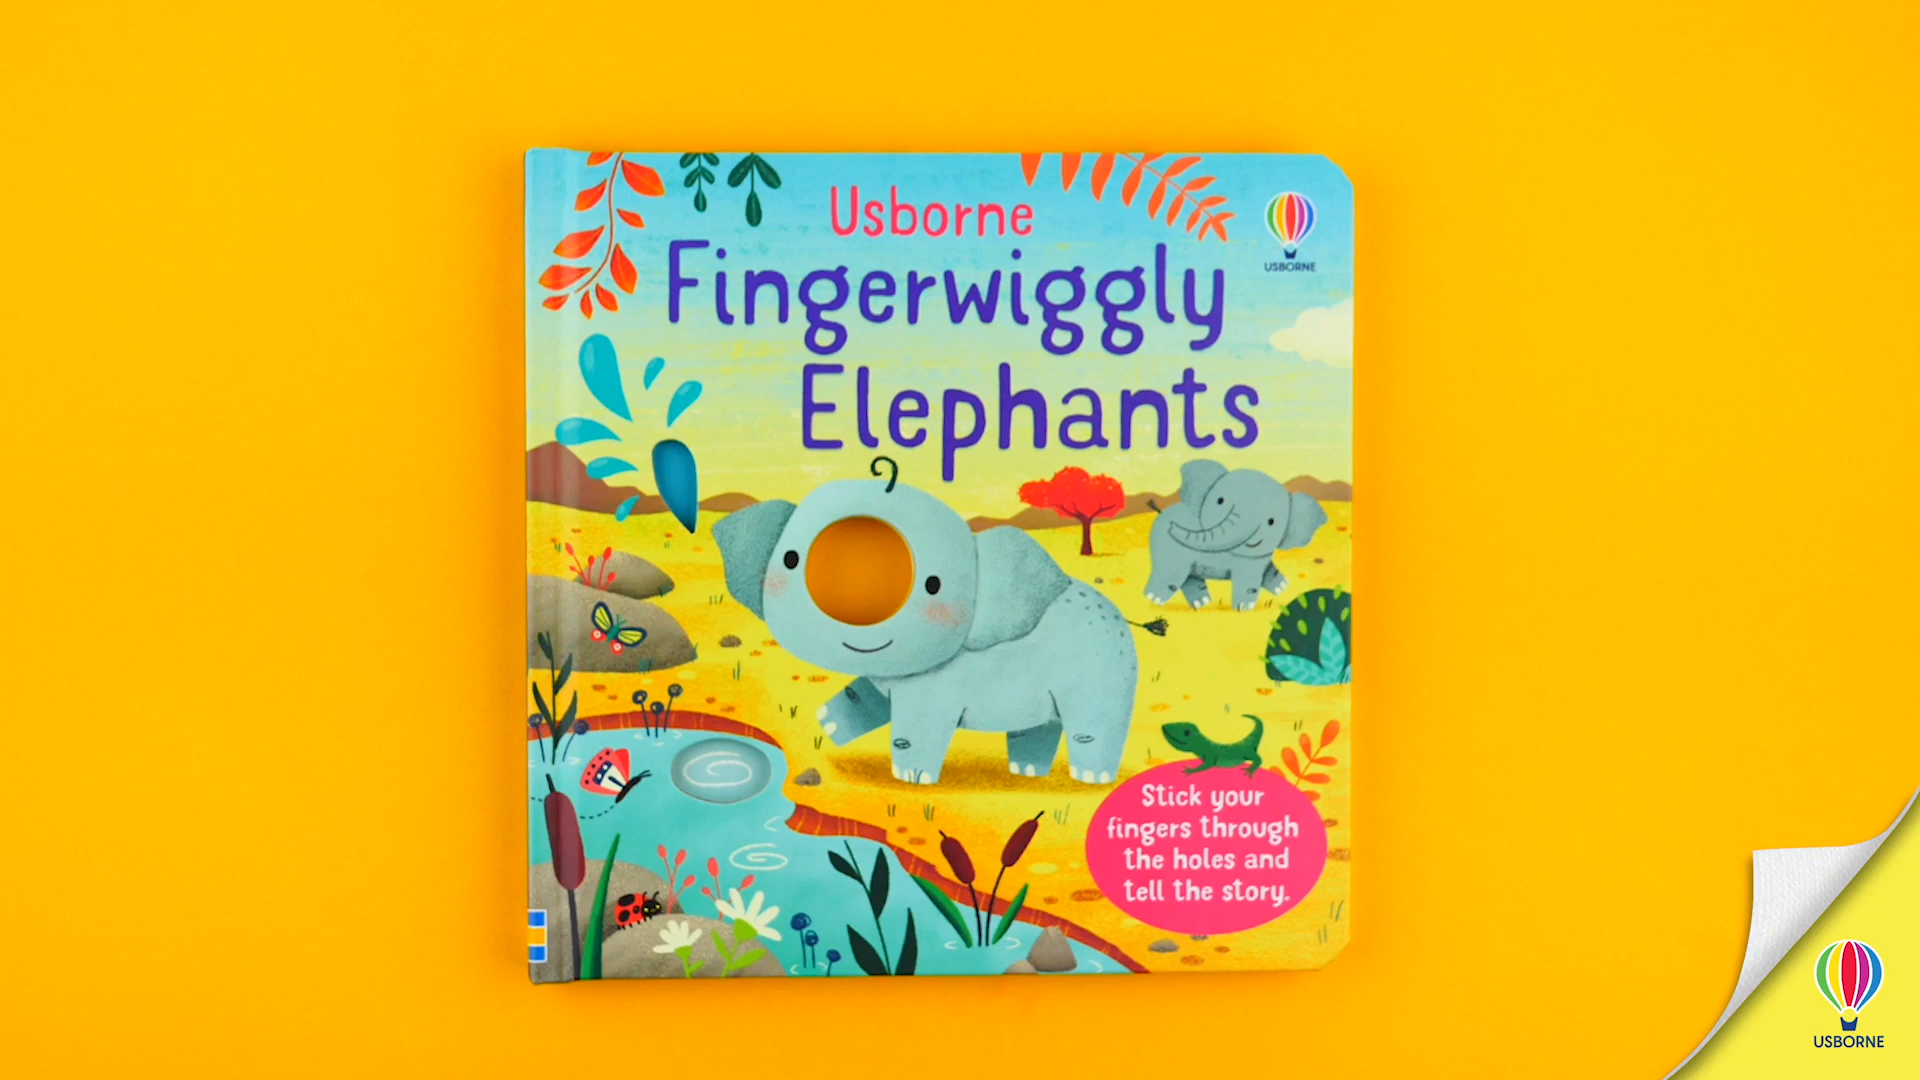 Usborne
Fingerwiggly
Elephants
USBORNE
Stick your
fingers through
the holes and
tell the story.
USBORNE